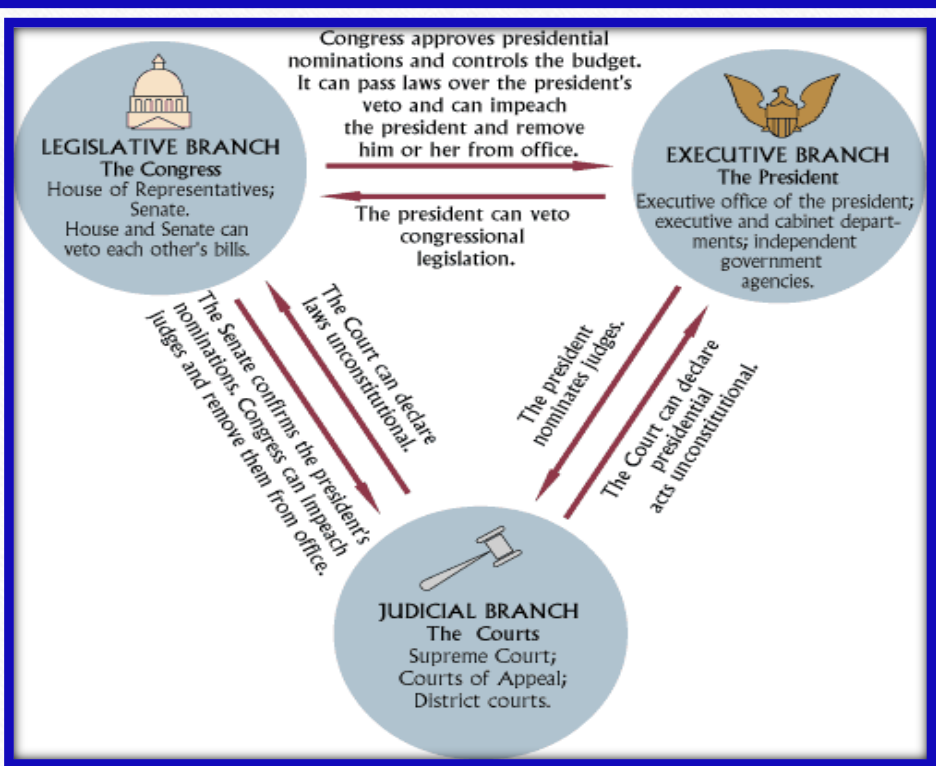 Congress approves presidential
nominations and controls the budget.
It can pass laws over the president's
veto and can impeach
the president and remove
him or her from office.
LEGISLATIVE BRANCH
The Congress
House of Representatives;
Senate.
House and Senate can
veto each other's bills.
EXECUTIVE BRANCH
The President
Executive office of the president;
executive and cabinet depart-
ments; independent
government
agencies.
The president can veto
congressional
legislation.
The Senate confirms the president's
nominations. Congress can impeach
judges and remove them from office.
The Court can declare
laws unconstitutional.
The president
nominates judges.
The Court can declare
presidential
acts unconstitutional.
JUDICIAL BRANCH
The Courts
Supreme Court;
Courts of Appeal;
District courts.